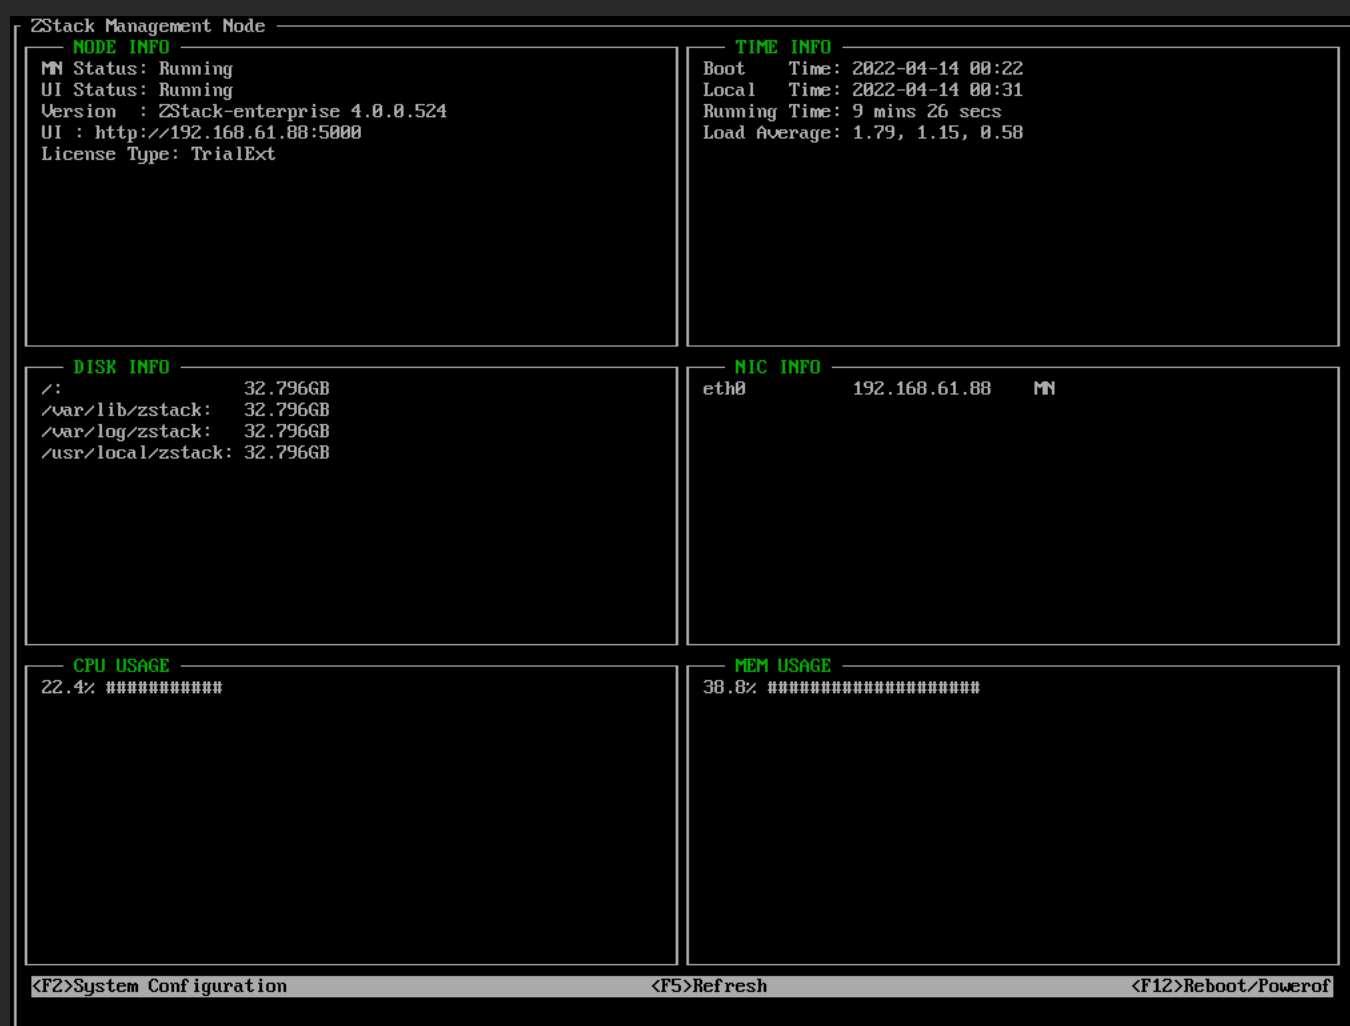 ZStack Management Node
NODE INFO
MN Status: Running
UI Status: Running
Version  : ZStack-enterprise 4.0.0.524
UI : http://192.168.61.88:5000
License Type: TrialExt
TIME INFO
Boot    Time: 2022-04-14 00:22
Local   Time: 2022-04-14 00:31
Running Time: 9 mins 26 secs
Load Average: 1.79, 1.15, 0.58
DISK INFO
/:                 32.796GB
/var/lib/zstack:   32.796GB
/var/log/zstack:   32.796GB
/usr/local/zstack: 32.796GB
NIC INFO
eth0          192.168.61.88    MN
CPU USAGE
22.4% ###########
MEM USAGE
38.8% ####################
<F2>System Configuration <F5>Refresh <F12>Reboot/Powerof